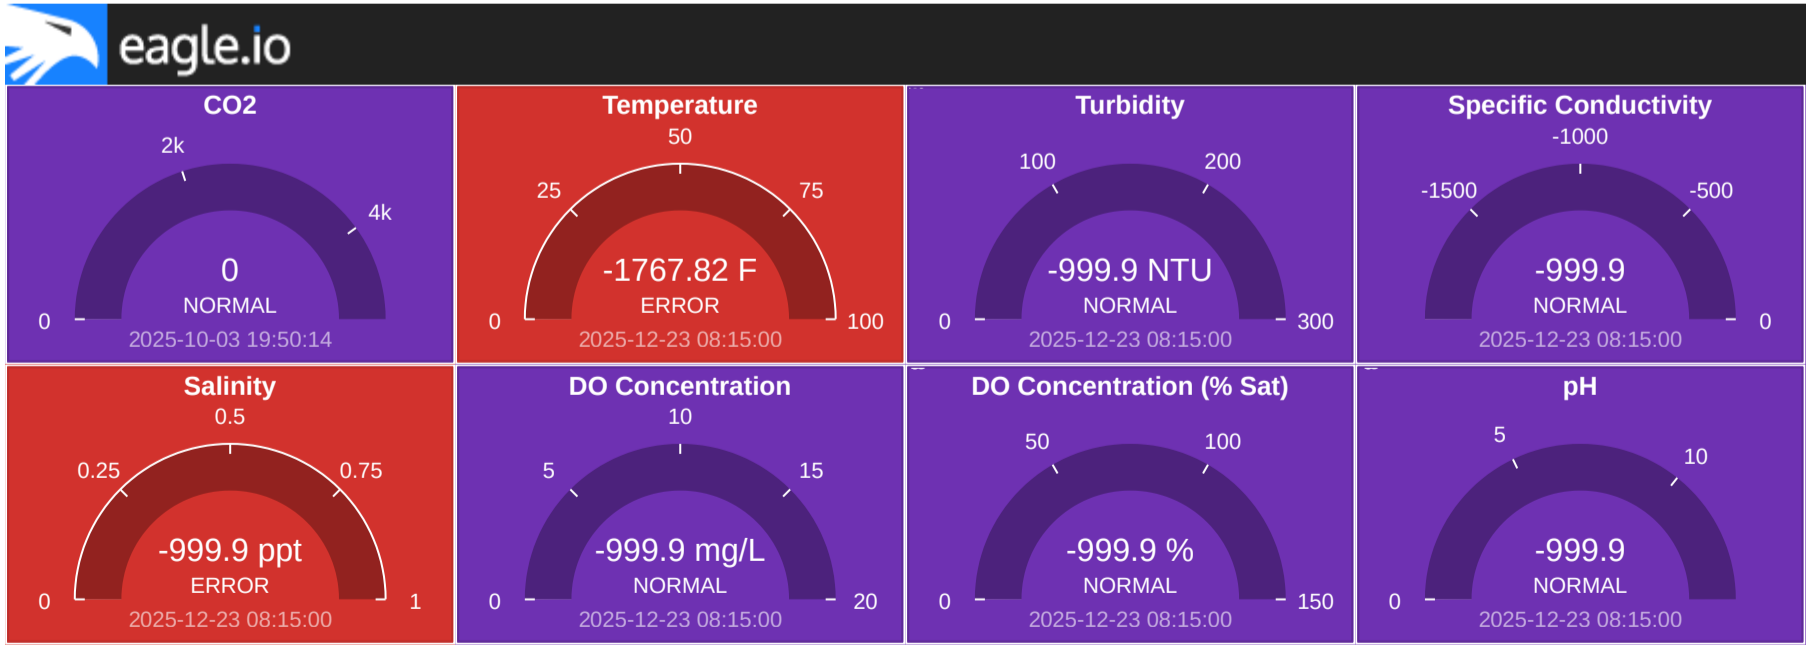 eagle.io
CO2
2k
4k
0
NORMAL
0
2025-10-03 19:50:14
Temperature
50
25
75
-1767.82 F
ERROR
0
100
2025-12-23 08:15:00
Turbidity
100
200
-999.9 NTU
NORMAL
0
300
2025-12-23 08:15:00
Specific Conductivity
-1000
-1500
-500
-999.9
NORMAL
0
2025-12-23 08:15:00
Salinity
0.5
0.25
0.75
-999.9 ppt
ERROR
0
1
2025-12-23 08:15:00
DO Concentration
10
5
15
-999.9 mg/L
NORMAL
0
20
2025-12-23 08:15:00
DO Concentration (% Sat)
50
100
-999.9 %
NORMAL
0
150
2025-12-23 08:15:00
pH
5
10
-999.9
NORMAL
0
2025-12-23 08:15:00